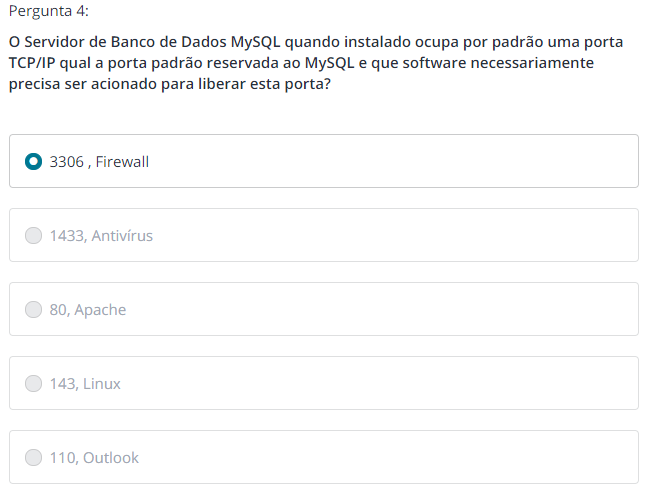 Pergunta 4:
O Servidor de Banco de Dados MySQL quando instalado ocupa por padrão uma porta
TCP/IP qual a porta padrão reservada ao MySQL e que software necessariamente
precisa ser acionado para liberar esta porta?
3306 , Firewall
1433, Antivírus
80, Apache
143, Linux
110, Outlook